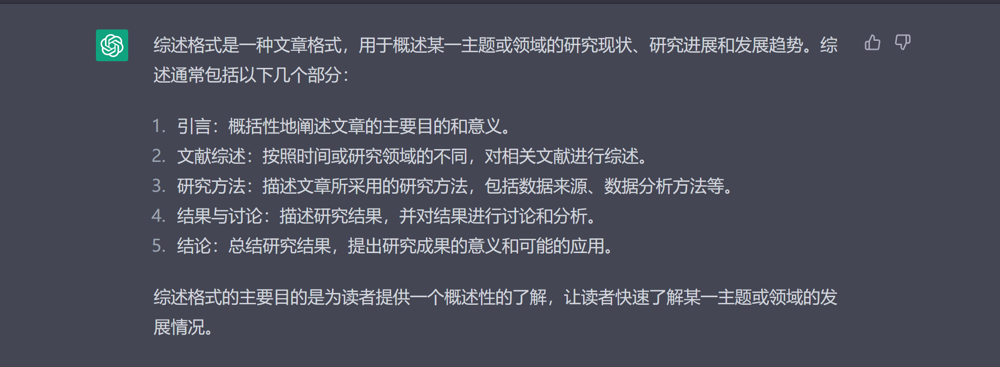 综述格式是一种文章格式，用于概述某一主题或领域的研究现状、研究进展和发展趋势。综
述通常包括以下几个部分：
1. 引言：概括性地阐述文章的主要目的和意义。
2. 文献综述：按照时间或研究领域的不同，对相关文献进行综述。
3. 研究方法：描述文章所采用的研究方法，包括数据来源、数据分析方法等。
4. 结果与讨论：描述研究结果，并对结果进行讨论和分析。
5. 结论：总结研究结果，提出研究成果的意义和可能的应用。
综述格式的主要目的是为读者提供一个概述性的了解，让读者快速了解某一主题或领域的发
展情况。